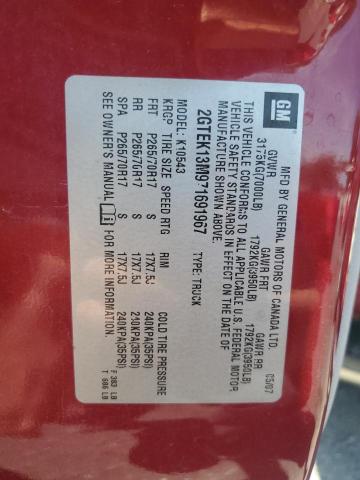 GM
MFD BY GENERAL MOTORS OF CANADA LTD.
05/07
GVWR GAWR FRT GAWR RR
3175KG(7000LB) 1792KG(3950LB) 1792KG(3950LB)
THIS VEHICLE CONFORMS TO ALL APPLICABLE U.S. FEDERAL MOTOR
VEHICLE SAFETY STANDARDS IN EFFECT ON THE DATE OF
MANUFACTURE SHOWN ABOVE.
2GTEK13M971691967 TYPE: TRUCK
MODEL: K10543
KRGP TIRE SIZE SPEED RTG RIM COLD TIRE PRESSURE
FRT P265/70R17 S 17X7.5J 240KPA(35PSI)
RR P265/70R17 S 17X7.5J 240KPA(35PSI)
SPA P265/70R17 S 17X7.5J 240KPA(35PSI)
SEE OWNER'S MANUAL FOR MORE INFORMATION.